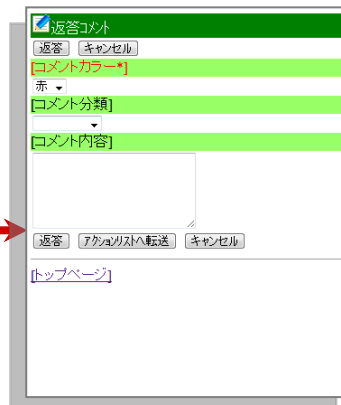 返答コメント
返答 キャンセル
[コメントカラー*]
赤
[コメント分類]
[コメント内容]
返答 アクションリストへ転送 キャンセル
[トップページ]